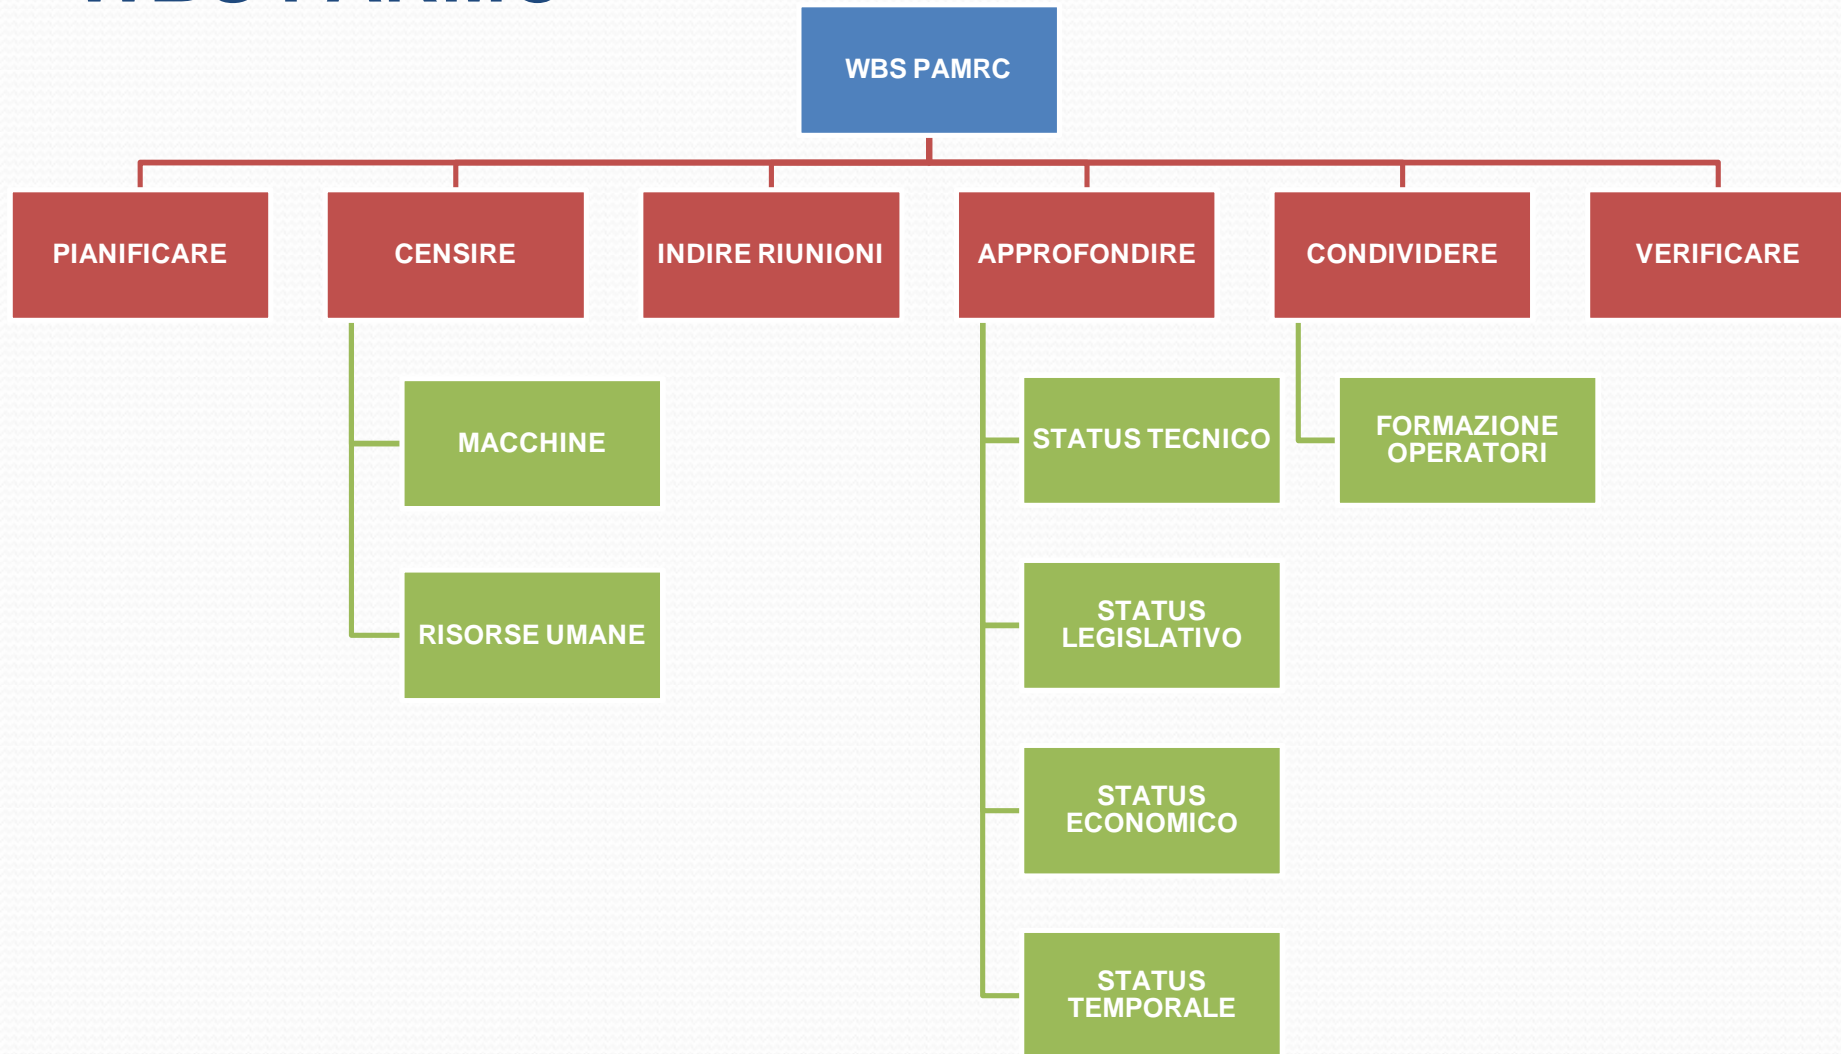 WBS PAMRC
PIANIFICARE
CENSIRE
INDIRE RIUNIONI
APPROFONDIRE
CONDIVIDERE
VERIFICARE
MACCHINE
RISORSE UMANE
STATUS TECNICO
STATUS
LEGISLATIVO
STATUS
ECONOMICO
STATUS
TEMPORALE
FORMAZIONE
OPERATORI